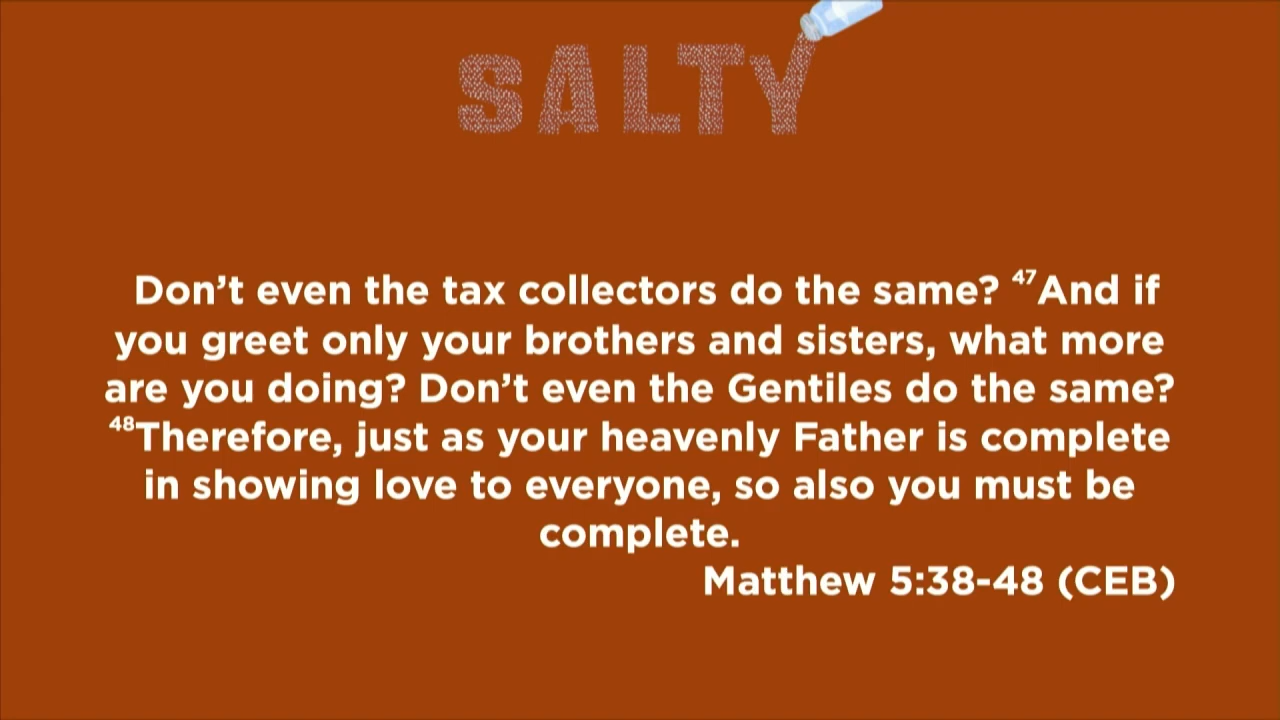 SALTY
Don’t even the tax collectors do the same? 47And if
you greet only your brothers and sisters, what more
are you doing? Don’t even the Gentiles do the same?
48Therefore, just as your heavenly Father is complete
in showing love to everyone, so also you must be
complete.
Matthew 5:38-48 (CEB)